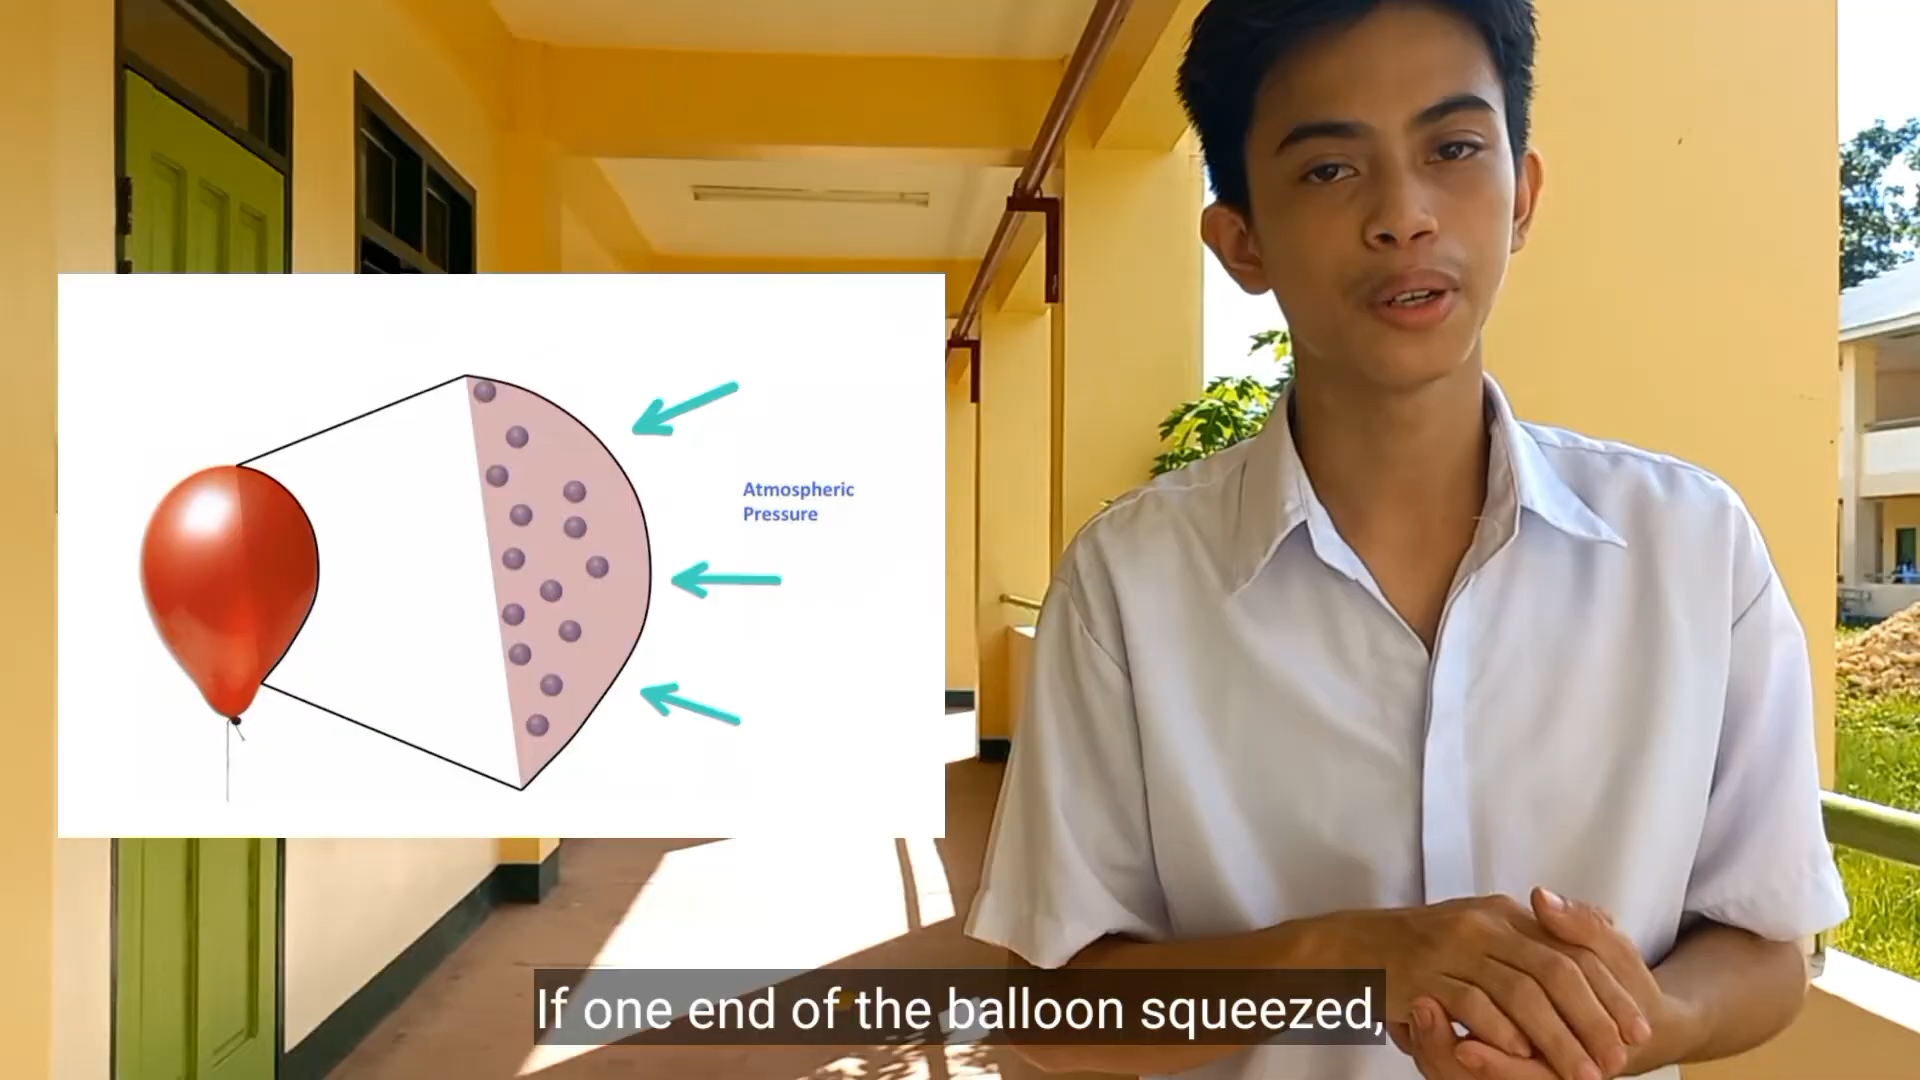 Atmospheric
Pressure
If one end of the balloon squeezed,